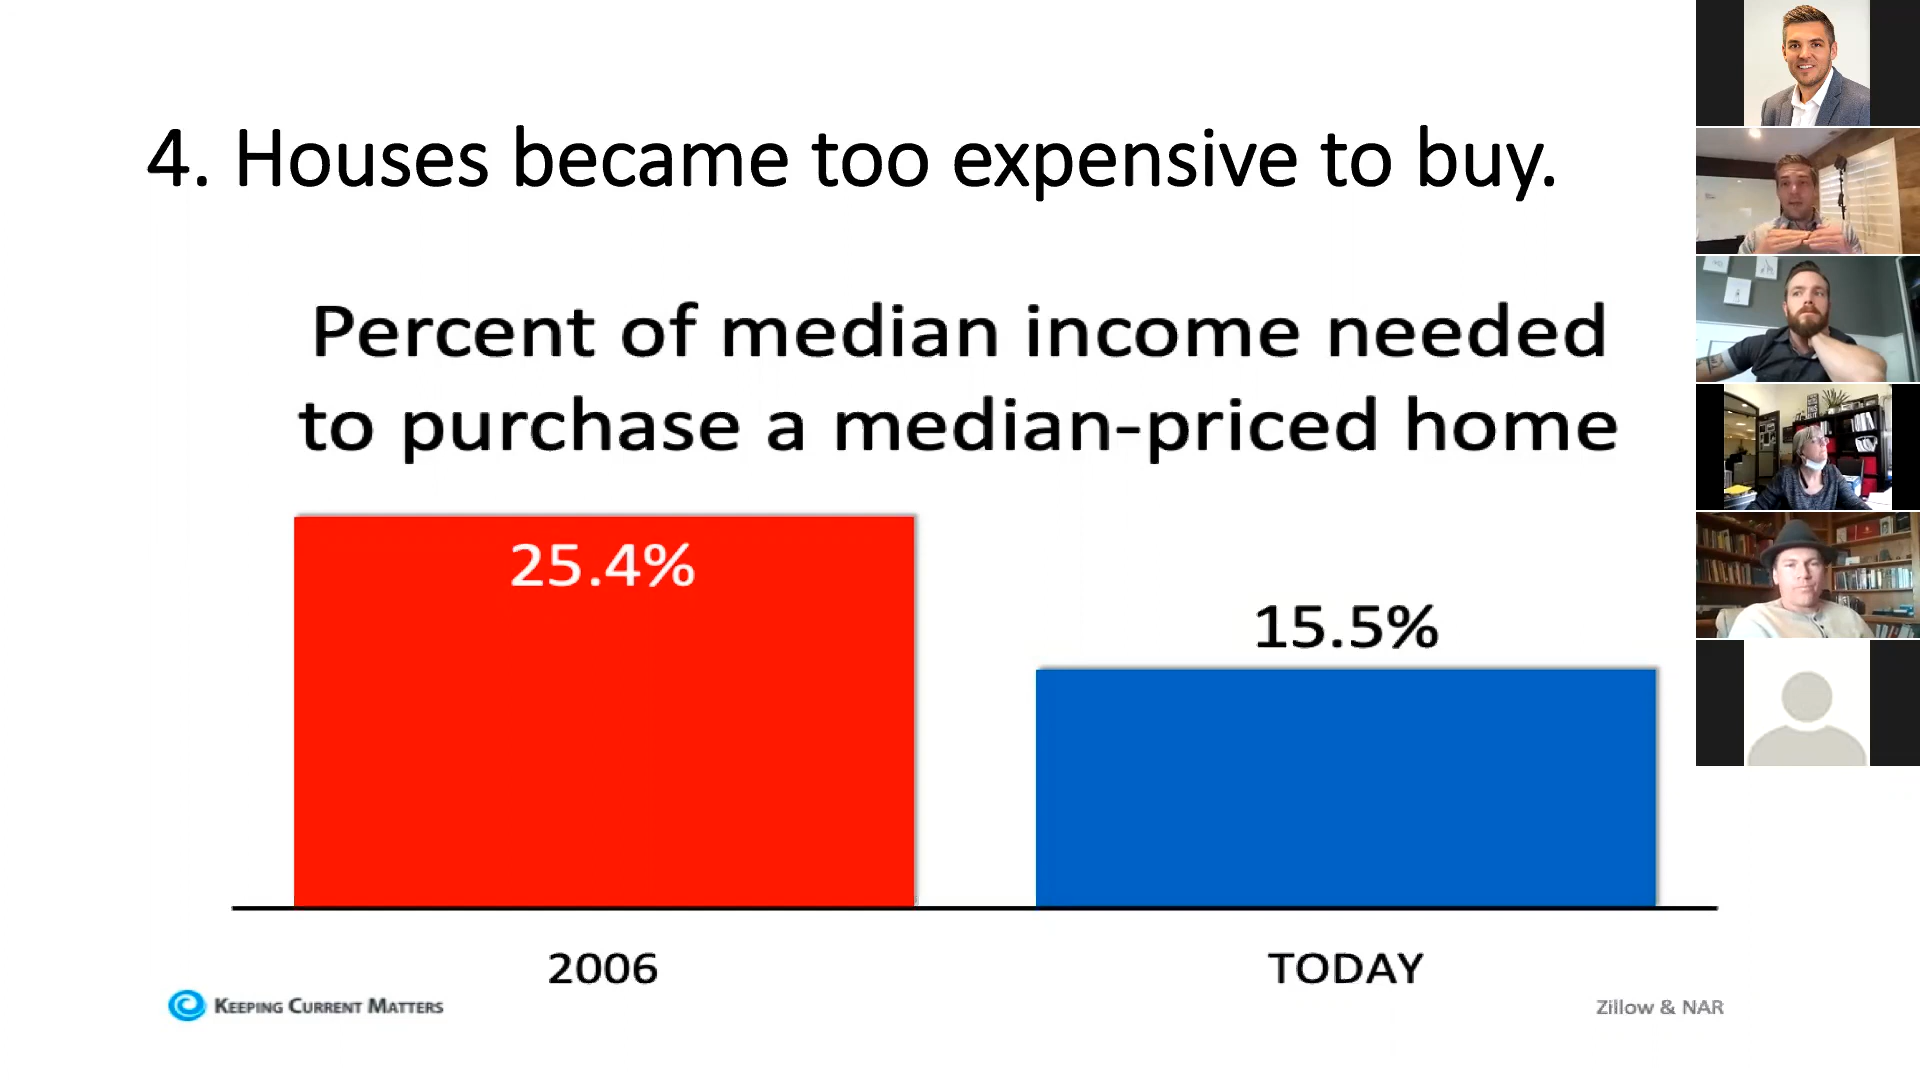 4. Houses became too expensive to buy.
Percent of median income needed
to purchase a median-priced home
25.4%
15.5%
2006
TODAY
KEEPING CURRENT MATTERS
Zillow & NAR